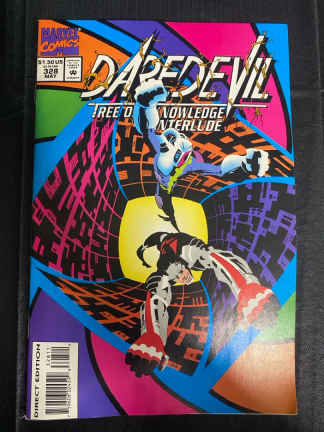 MARVEL
COMICS
$1.50 US
328
MAY
DAREDEVIL
TREE OF KNOWLEDGE
INTERLUDE
DIRECT EDITION